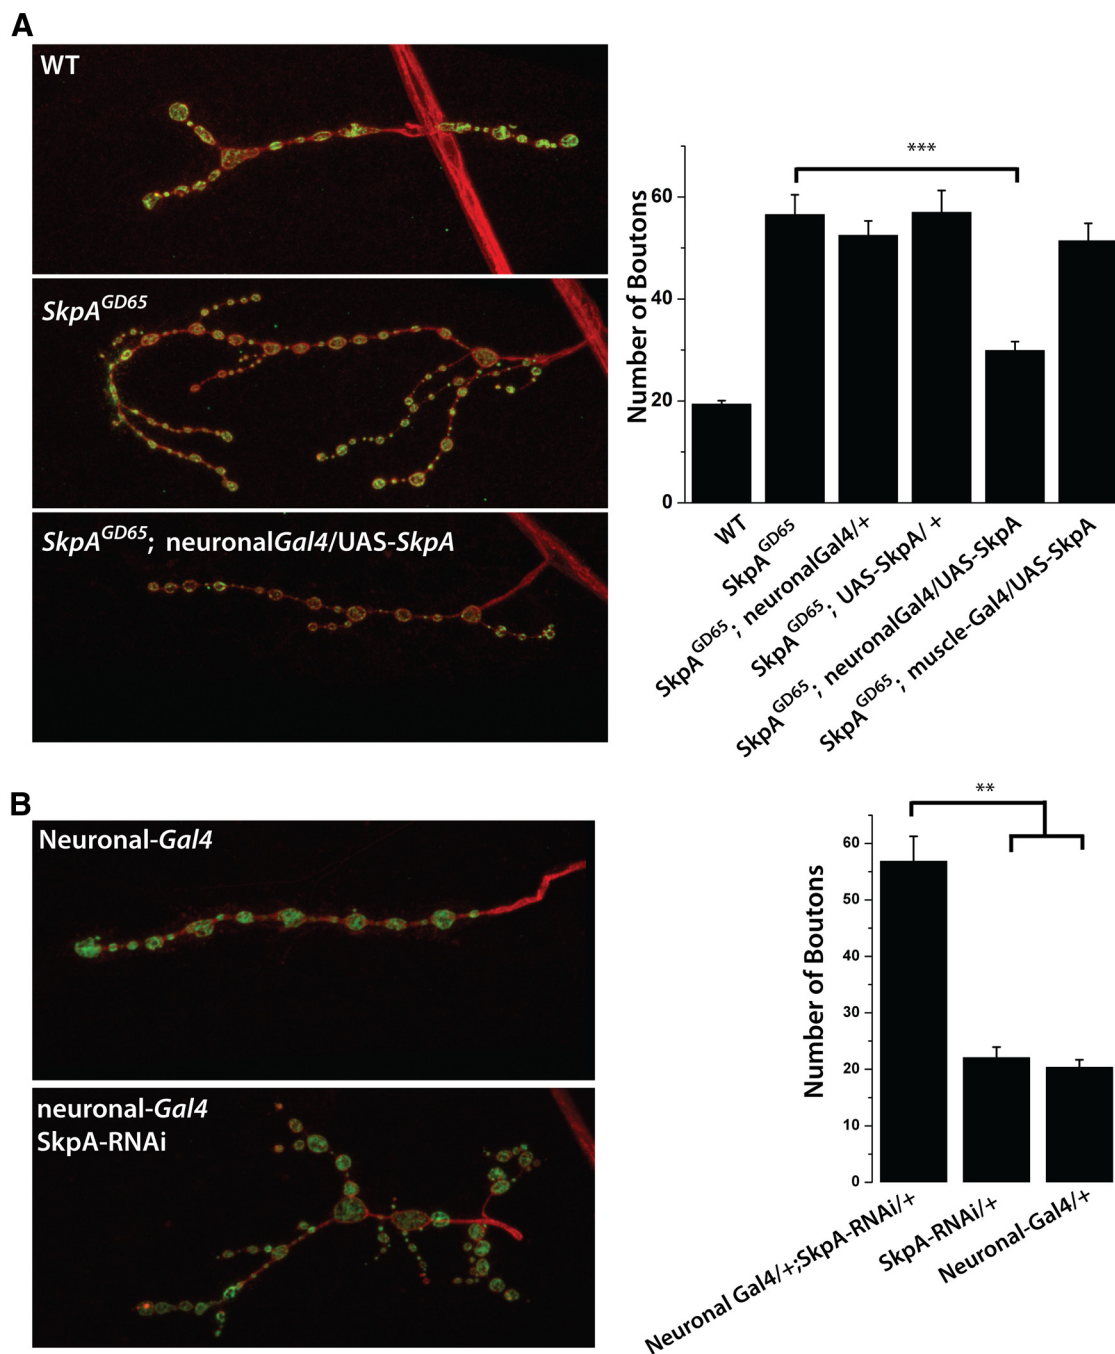 A
WT
SkpA^GD65
SkpA^GD65; neuronalGal4/UAS-SkpA
***
Number of Boutons
60
40
20
0
WT
SkpA^GD65
SkpA^GD65; neuronalGal4/+
SkpA^GD65; UAS-SkpA/+
SkpA^GD65; neuronalGal4/UAS-SkpA
SkpA^GD65; muscle-Gal4/UAS-SkpA
B
Neuronal-Gal4
neuronal-Gal4
SkpA-RNAi
**
Number of Boutons
60
50
40
30
20
10
0
Neuronal Gal4/+;SkpA-RNAi/+
SkpA-RNAi/+
Neuronal-Gal4/+